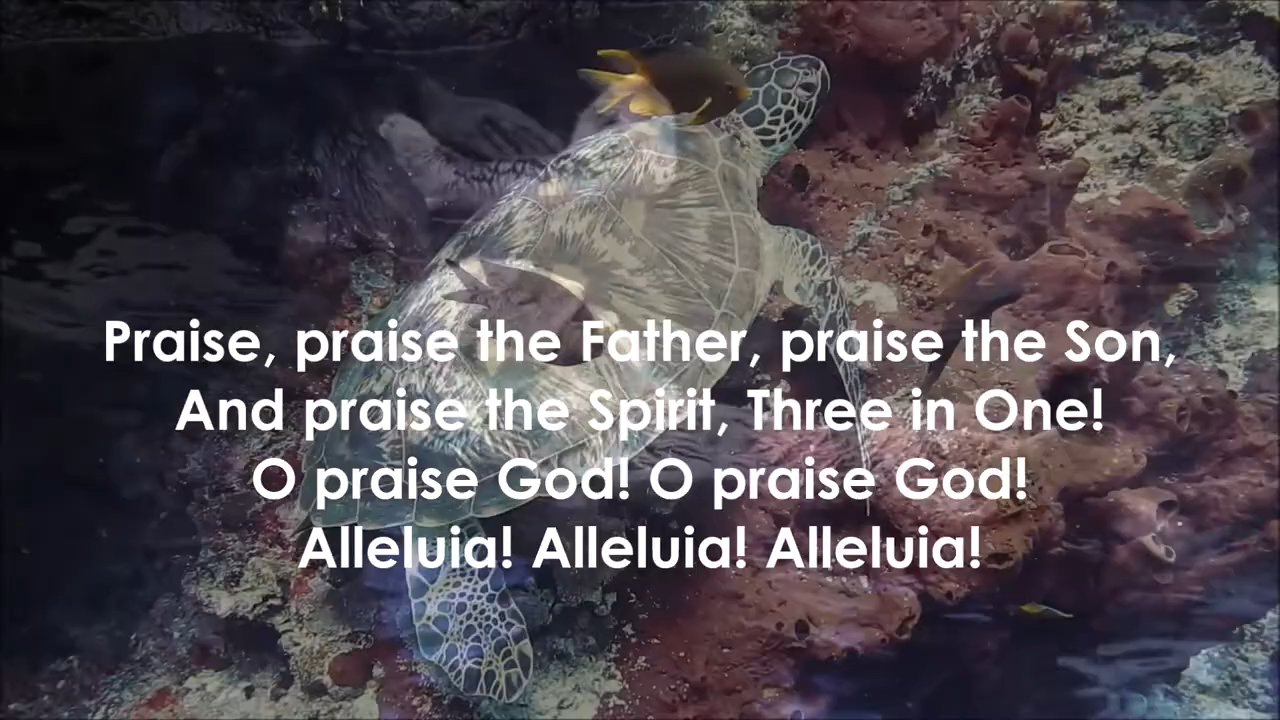 Praise, praise the Father, praise the Son,
And praise the Spirit, Three in One!
O praise God! O praise God!
Alleluia! Alleluia! Alleluia!